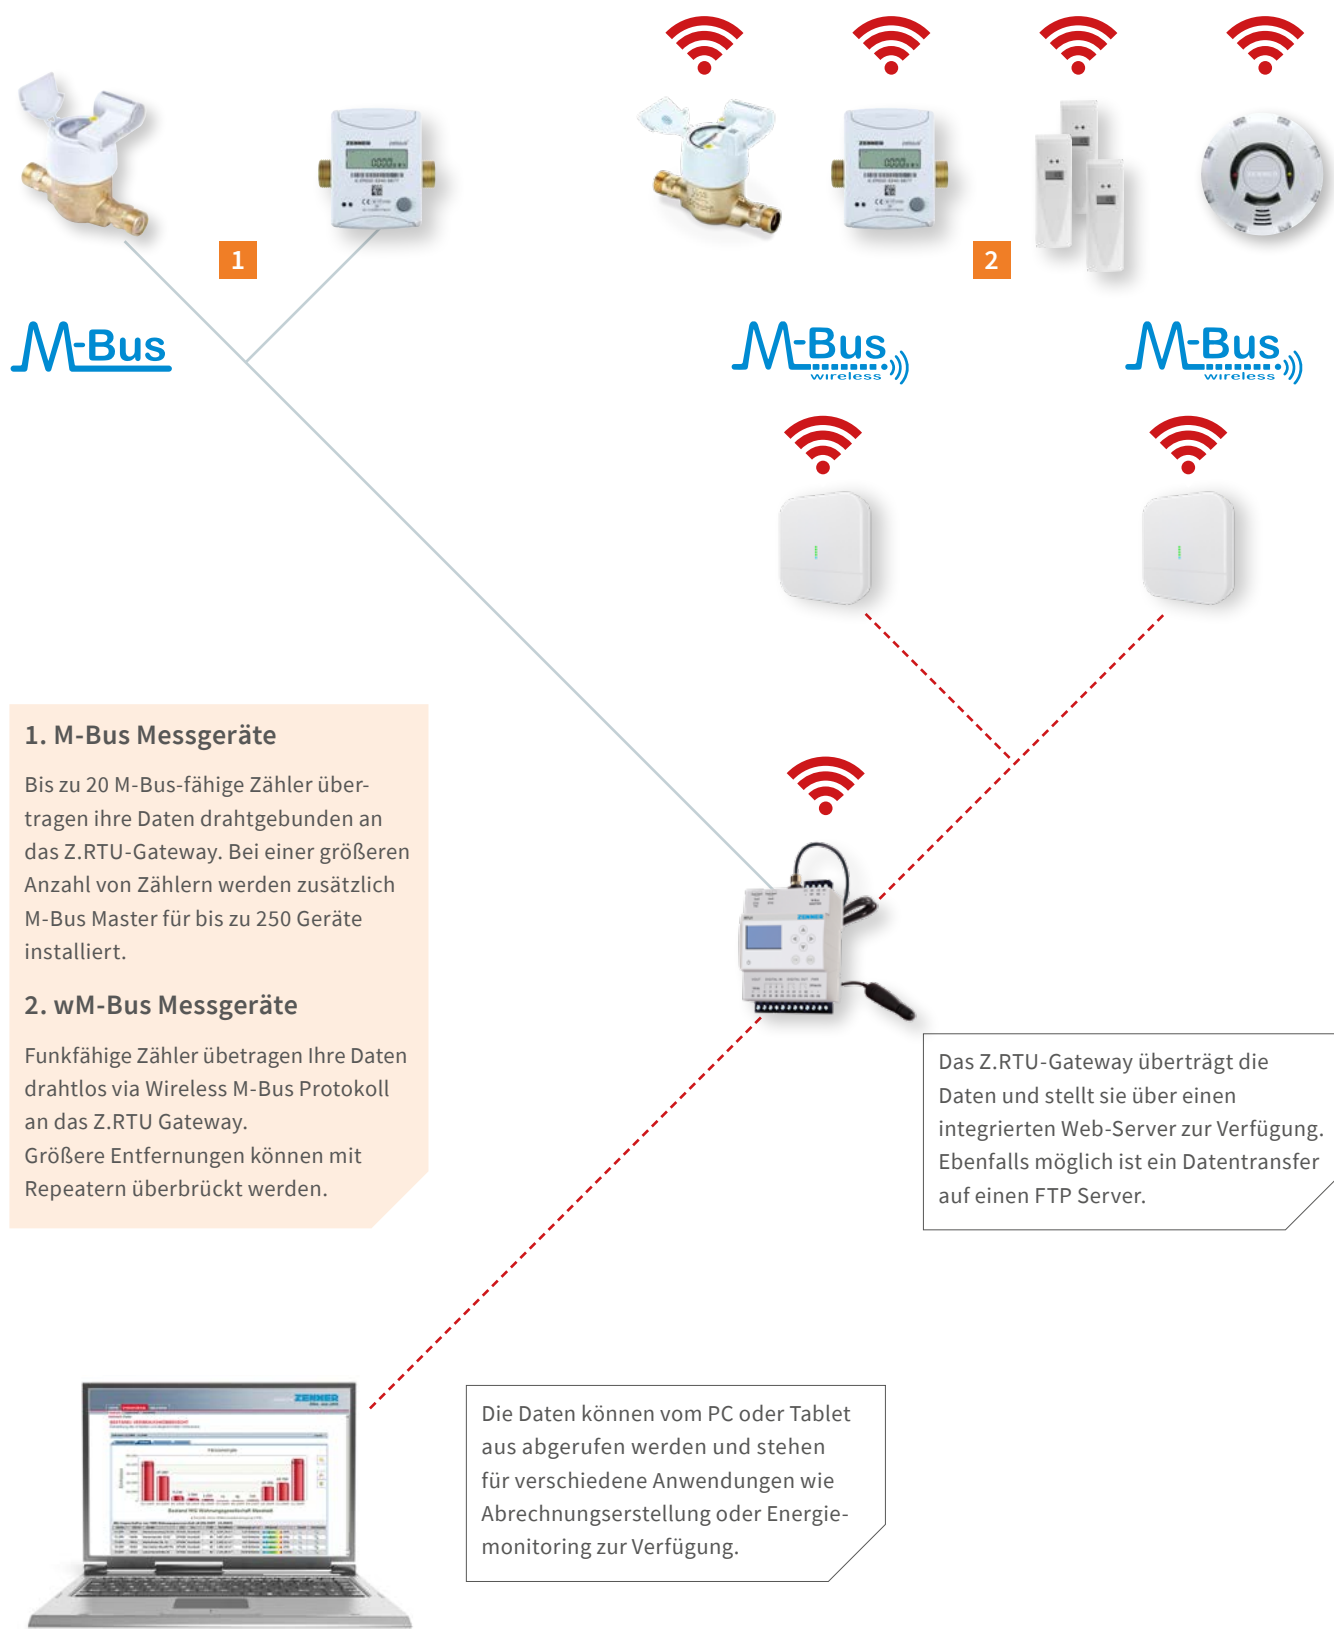 1
2
M-Bus
M-Bus
wireless
M-Bus
wireless
ZENNER
ZENNER
1. M-Bus Messgeräte
Bis zu 20 M-Bus-fähige Zähler über-
tragen ihre Daten drahtgebunden an
das Z.RTU-Gateway. Bei einer größeren
Anzahl von Zählern werden zusätzlich
M-Bus Master für bis zu 250 Geräte
installiert.
2. wM-Bus Messgeräte
Funkfähige Zähler übetragen Ihre Daten
drahtlos via Wireless M-Bus Protokoll
an das Z.RTU Gateway.
Größere Entfernungen können mit
Repeatern überbrückt werden.
ZENNER
Das Z.RTU-Gateway überträgt die
Daten und stellt sie über einen
integrierten Web-Server zur Verfügung.
Ebenfalls möglich ist ein Datentransfer
auf einen FTP Server.
ZENNER
Die Daten können vom PC oder Tablet
aus abgerufen werden und stehen
für verschiedene Anwendungen wie
Abrechnungserstellung oder Energie-
monitoring zur Verfügung.